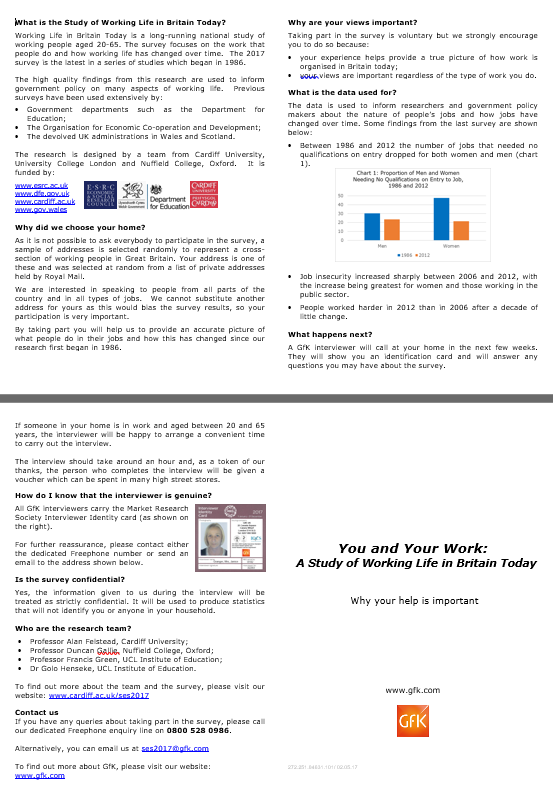 What is the Study of Working Life in Britain Today?
Working Life in Britain Today is a long-running national study of
working people aged 20-65. The survey focuses on the work that
people do and how working life is changing. The 2017
survey is the latest in a series of studies which began in 1986.
The high quality findings from this research are used to inform
government policy on many aspects of working life. Previous
surveys have been used extensively by:
• Government departments such as the Department for
Education;
• The Organisation for Economic Co-operation and Development;
• The devolved UK administrations in Wales and Scotland.
The research is designed by a team from Cardiff University,
University College London and Nuffield College, Oxford. It is
funded by:
www.esrc.ac.uk
www.dfe.gov.uk
www.cardiff.ac.uk
www.gov.wales
E·S·R·C
ECONOMIC
& SOCIAL
RESEARCH
COUNCIL
Llywodraeth Cymru
Welsh Government
Department
for Education
CARDIFF
UNIVERSITY
PRIFYSGOL
CAERDYDD
Why did we choose your home?
As it is not possible to ask everybody to participate in the survey, a
sample of addresses is selected randomly to represent a cross-
section of working people in Great Britain. Your address is one of
these and was selected at random from a list of private addresses
held by Royal Mail.
We are interested in speaking to people from all parts of the
country and in all types of jobs. We cannot substitute another
address for yours as this would bias the survey results, so your
participation is very important.
By taking part you will help us to provide an accurate picture of
what people do in their jobs and how this has changed since our
research first began in 1986.
Why are your views important?
Taking part in the survey is voluntary but we strongly encourage
you to do so because:
• your experience helps provide a true picture of how work is
organised in Britain today;
• your views are important regardless of the type of work you do.
What is the data used for?
The data is used to inform researchers and government policy
makers about the nature of people's jobs and how jobs have
changed over time. Some findings from the last survey are shown
below:
• Between 1986 and 2012 the number of jobs that needed no
qualifications on entry dropped for both women and men (chart
1).
Chart 1: Proportion of Men and Women
Needing No Qualifications on Entry to Job,
1986 and 2012
50
40
30
20
10
0
Men Women
1986 2012
• Job insecurity increased sharply between 2006 and 2012, with
the increase being greatest for women and those working in the
public sector.
• People worked harder in 2012 than in 2006 after a decade of
little change.
What happens next?
A GfK interviewer will call at your home in the next few weeks.
They will show you an identification card and will answer any
questions you may have about the survey.
If someone in your home is in work and aged between 20 and 65
years, the interviewer will be happy to arrange a convenient time
to carry out the interview.
The interview should take around an hour and, as a token of our
thanks, the person who completes the interview will be given a
voucher which can be spent in many high street stores.
How do I know that the interviewer is genuine?
All GfK interviewers carry the Market Research
Society Interviewer Identity card (as shown on
the right).
For further reassurance, please contact either
the dedicated Freephone number or send an
email to the address shown below.
Interviewer
Identity
Card
2017
GfK
Is the survey confidential?
Yes, the information given to us during the interview will be
treated as strictly confidential. It will be used to produce statistics
that will not identify you or anyone in your household.
Who are the research team?
• Professor Alan Felstead, Cardiff University;
• Professor Duncan Gallie, Nuffield College, Oxford;
• Professor Francis Green, UCL Institute of Education;
• Dr Golo Henseke, UCL Institute of Education.
To find out more about the team and the survey, please visit our
website: www.cardiff.ac.uk/ses2017
Contact us
If you have any queries about taking part in the survey, please call
our dedicated Freephone enquiry line on 0800 528 0986.
Alternatively, you can email us at ses2017@gfk.com
To find out more about GfK, please visit our website:
www.gfk.com
You and Your Work:
A Study of Working Life in Britain Today
Why your help is important
www.gfk.com
GfK